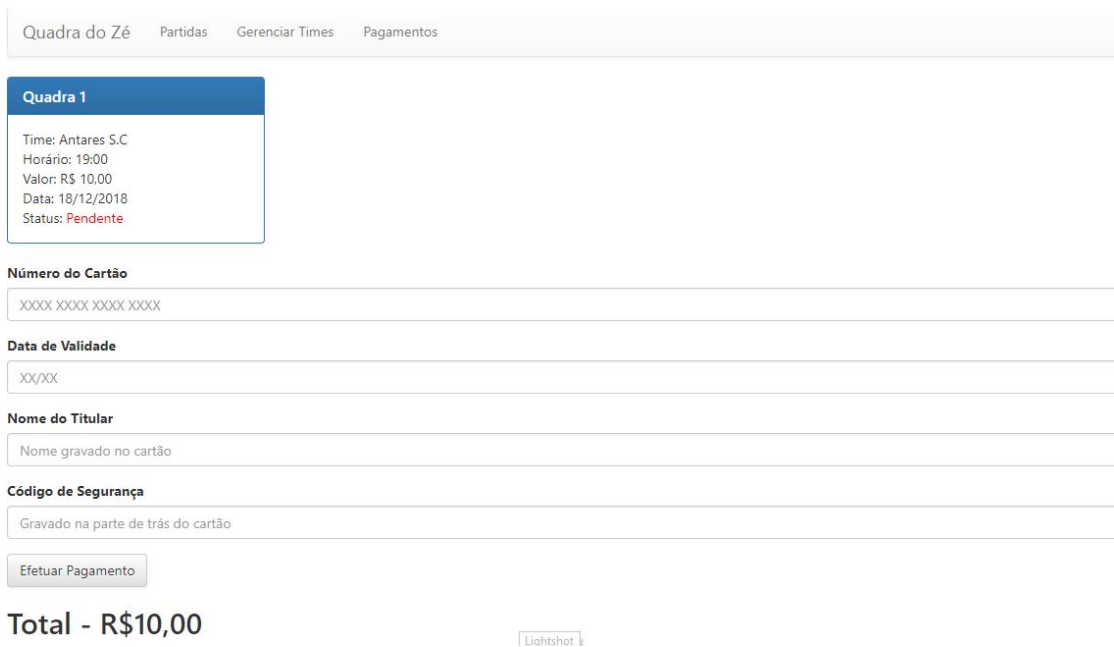 Quadra do Zé Partidas Gerenciar Times Pagamentos
Quadra 1
Time: Antares S.C
Horário: 19:00
Valor: R$ 10,00
Data: 18/12/2018
Status: Pendente
Número do Cartão
XXXX XXXX XXXX XXXX
Data de Validade
XX/XX
Nome do Titular
Nome gravado no cartão
Código de Segurança
Gravado na parte de trás do cartão
Efetuar Pagamento
Total - R$10,00
Lightshot